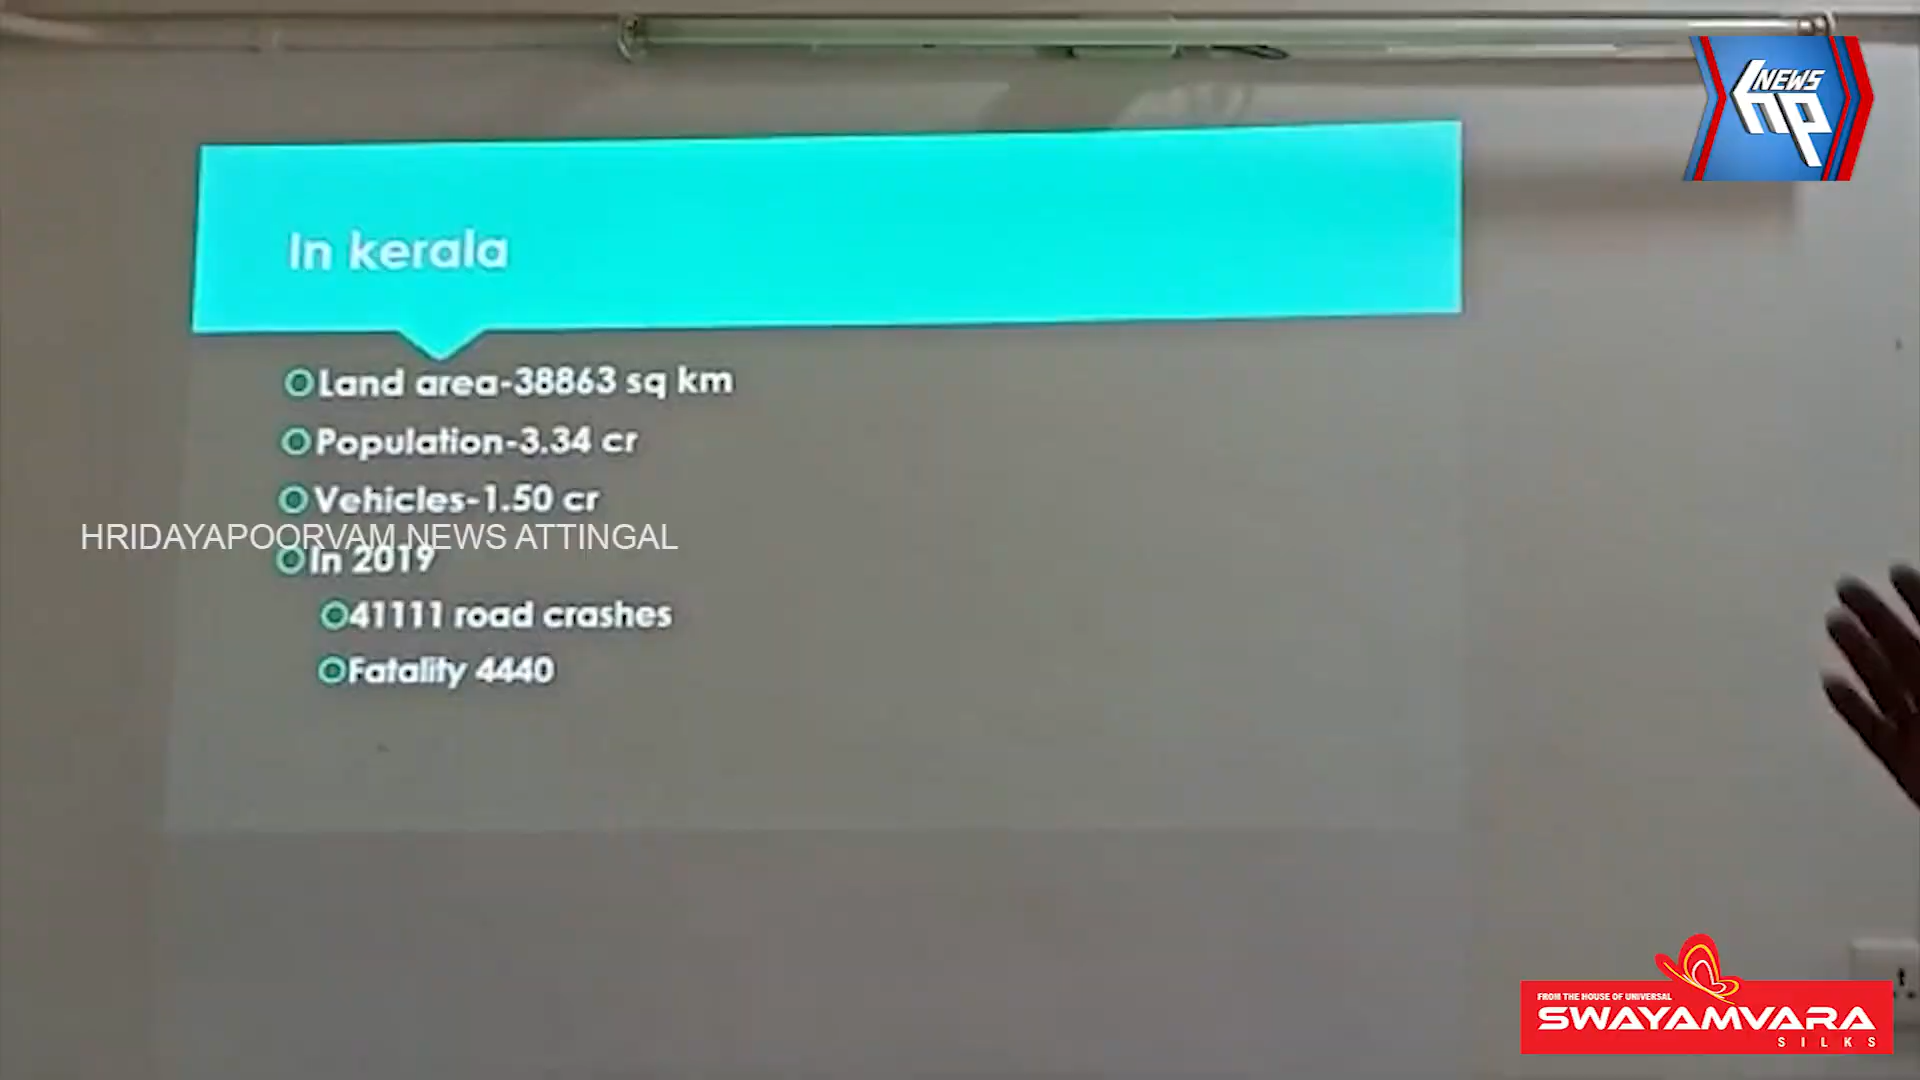 NEWS
hp
In kerala
Land area-38863 sq km
Population-3.34 cr
Vehicles-1.50 cr
HRIDAYAPOORVAM NEWS ATTINGAL
In 2019
41111 road crashes
Fatality 4440
FROM THE HOUSE OF UNIVERSAL
SWAYAMVARA
SILKS